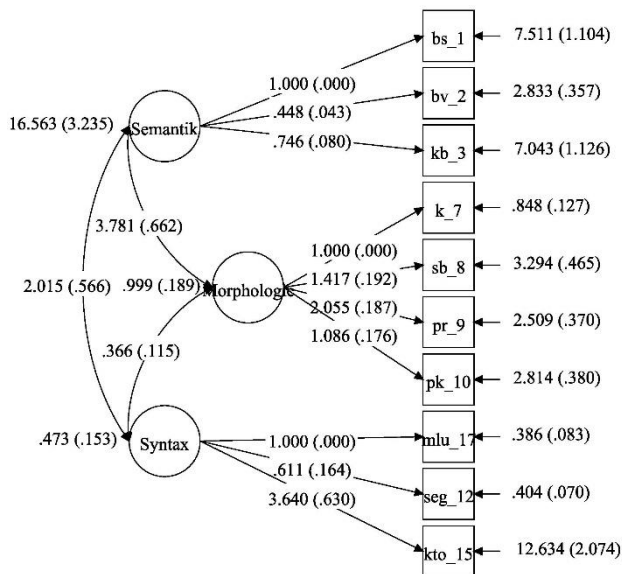 bs_1
7.511 (1.104)
1.000 (.000)
bv_2
2.833 (.357)
.448 (.043)
16.563 (3.235)
Semantik
.746 (.080)
kb_3
7.043 (1.126)
3.781 (.662)
k_7
.848 (.127)
1.000 (.000)
2.015 (.566)
.999 (.189)
Morphologie
1.417 (.192)
sb_8
3.294 (.465)
2.055 (.187)
pr_9
2.509 (.370)
.366 (.115)
1.086 (.176)
pk_10
2.814 (.380)
.473 (.153)
Syntax
1.000 (.000)
mlu_17
.386 (.083)
.611 (.164)
seg_12
.404 (.070)
3.640 (.630)
kto_15
12.634 (2.074)